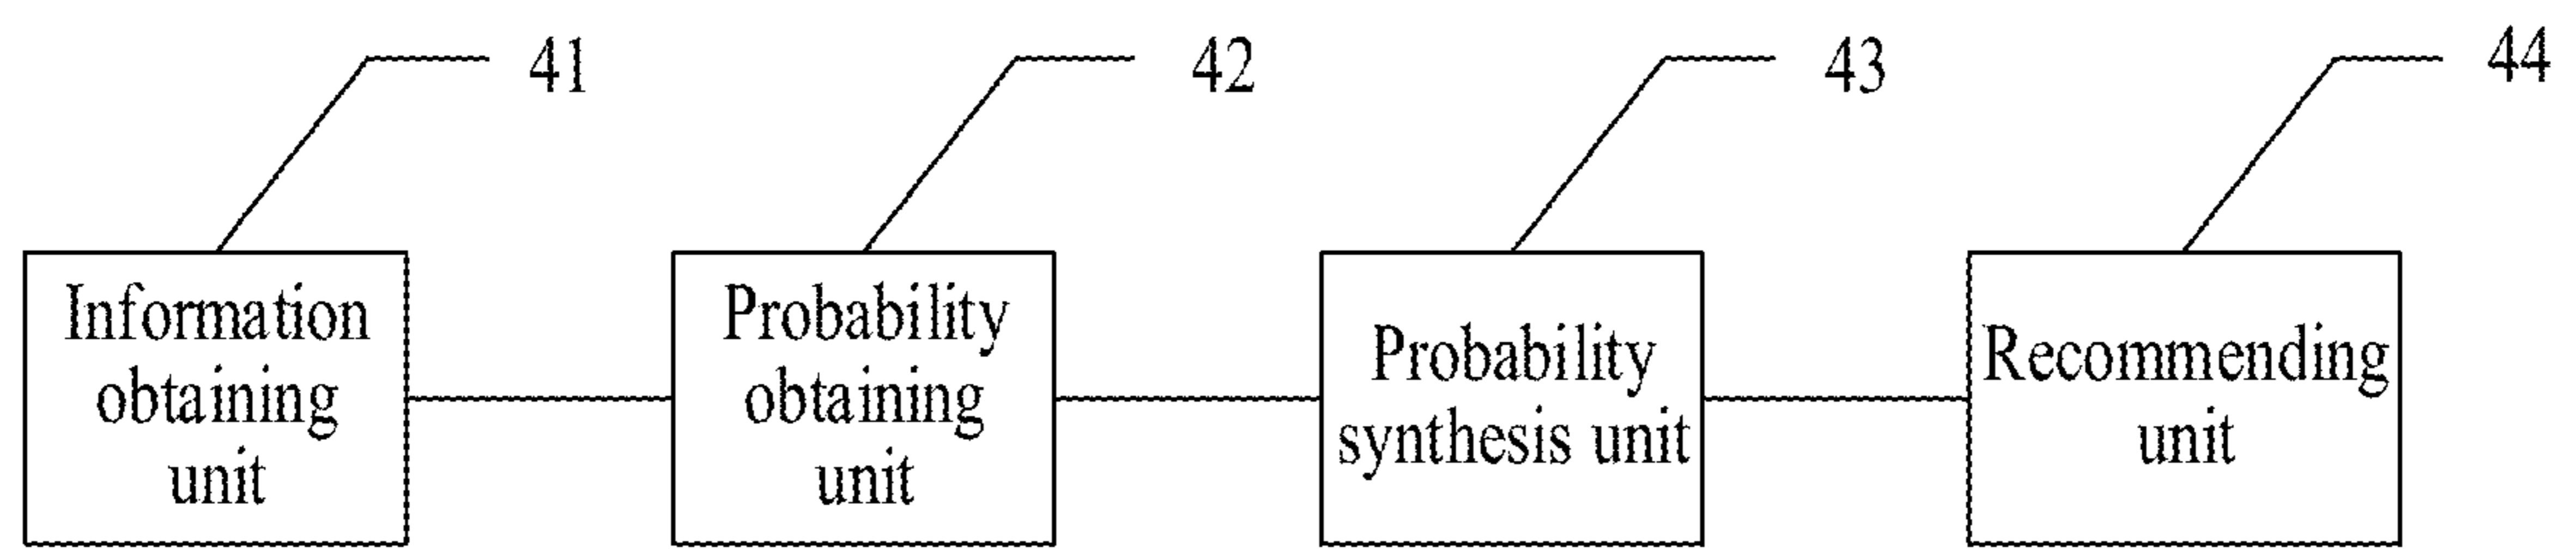 41
42
43
44
Information
obtaining
unit
Probability
obtaining
unit
Probability
synthesis unit
Recommending
unit